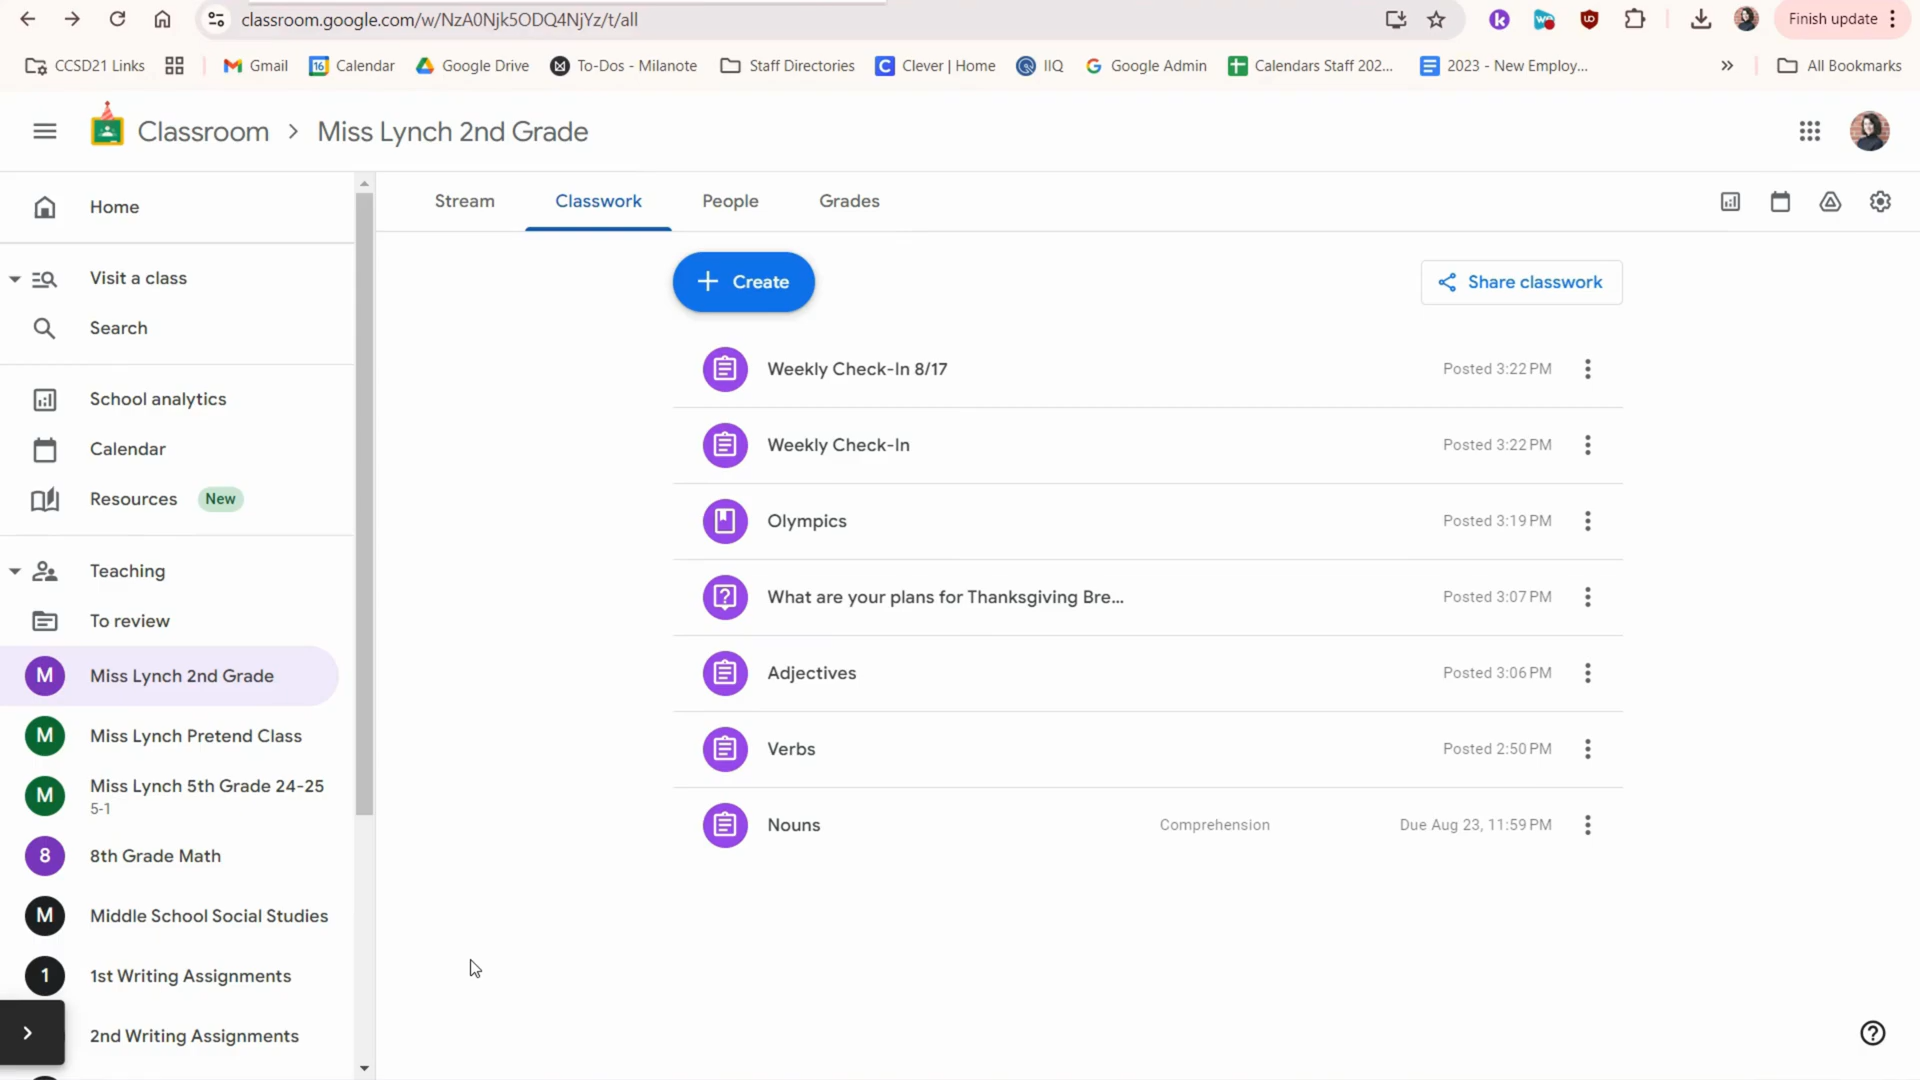 classroom.google.com/w/NzA0Njk5ODQ4NjYz/t/all
Finish update
CCSD21 Links
Gmail
Calendar
Google Drive
To-Dos - Milanote
Staff Directories
Clever | Home
IIQ
Google Admin
Calendars Staff 202...
2023 - New Employ...
All Bookmarks
Classroom > Miss Lynch 2nd Grade
Home
Visit a class
Search
School analytics
Calendar
Resources New
Teaching
To review
M Miss Lynch 2nd Grade
M Miss Lynch Pretend Class
M Miss Lynch 5th Grade 24-25
5-1
8 8th Grade Math
M Middle School Social Studies
1 1st Writing Assignments
2nd Writing Assignments
Stream
Classwork
People
Grades
+ Create
Share classwork
Weekly Check-In 8/17 Posted 3:22 PM
Weekly Check-In Posted 3:22 PM
Olympics Posted 3:19 PM
What are your plans for Thanksgiving Bre... Posted 3:07 PM
Adjectives Posted 3:06 PM
Verbs Posted 2:50 PM
Nouns Comprehension Due Aug 23, 11:59 PM